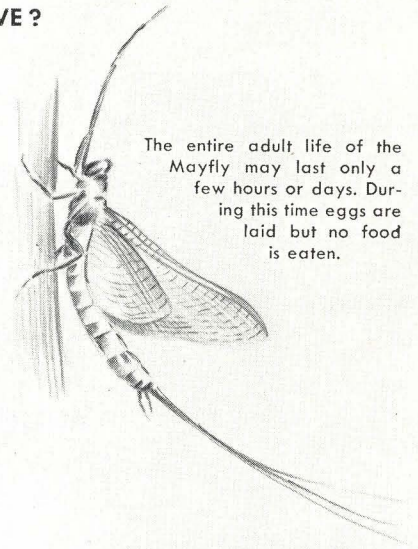 VE?
The entire adult life of the
Mayfly may last only a
few hours or days. Dur-
ing this time eggs are
laid but no food
is eaten.